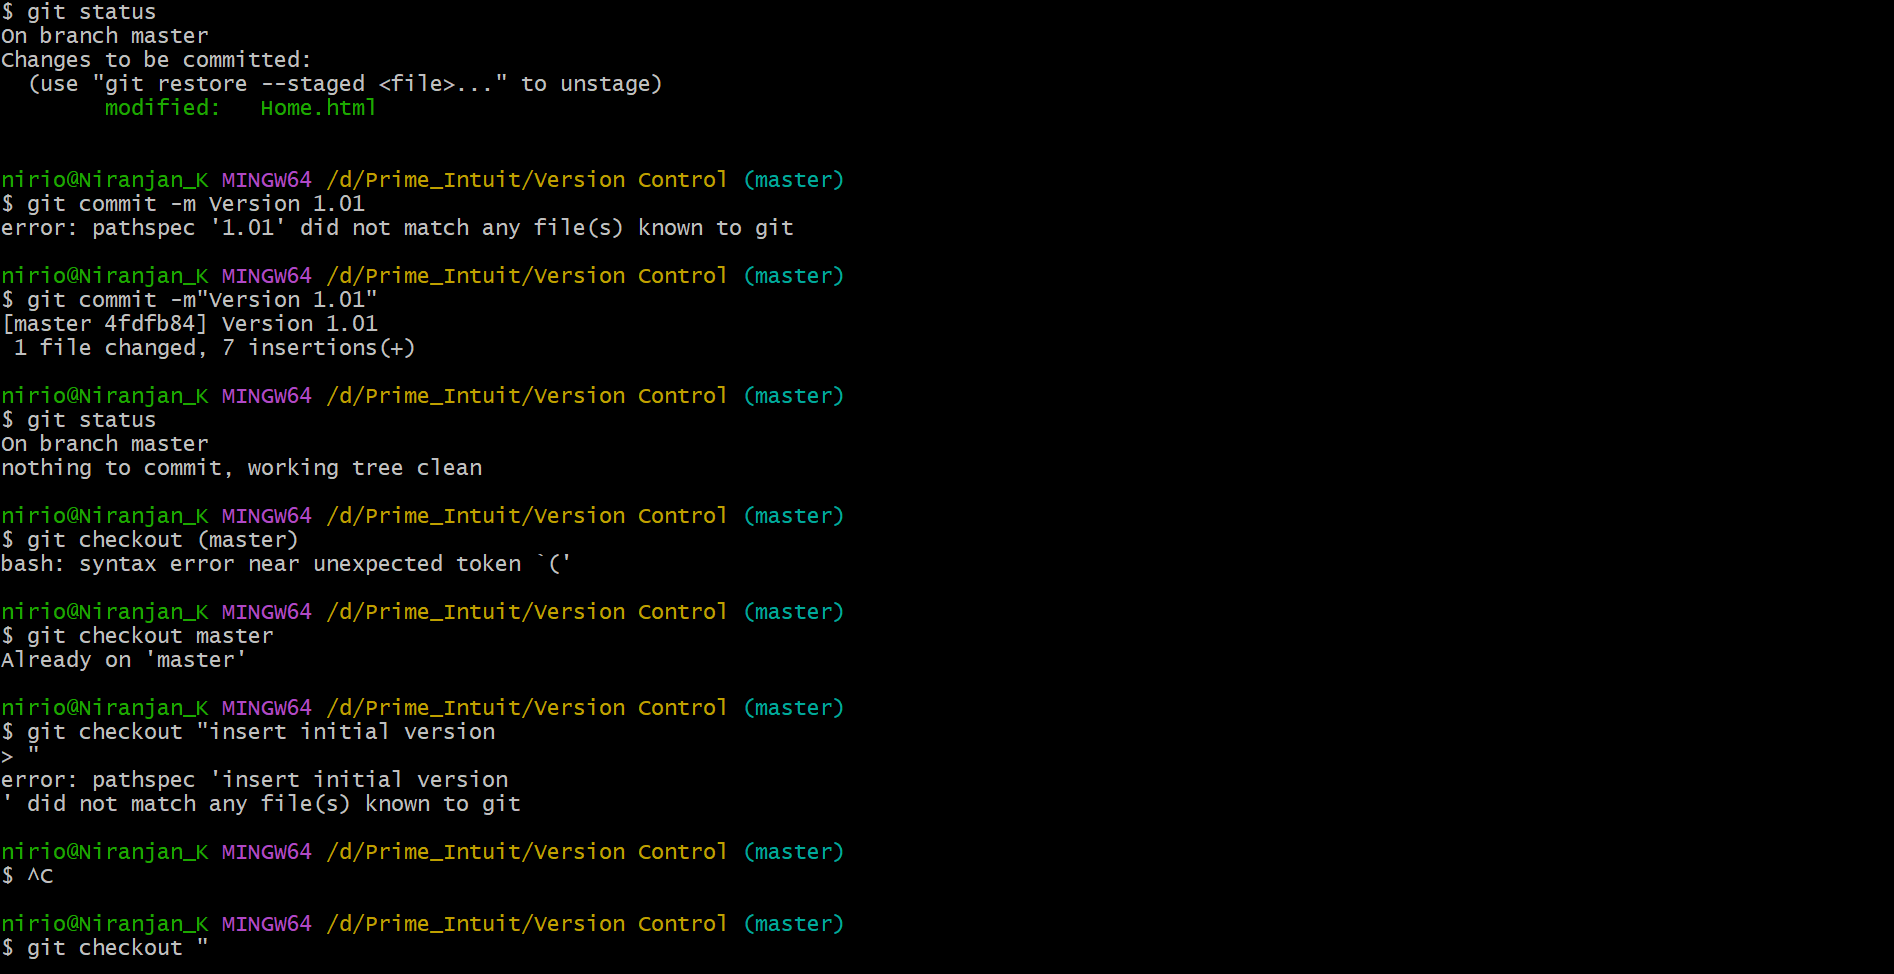 $ git status
On branch master
Changes to be committed:
  (use "git restore --staged <file>..." to unstage)
        modified:   Home.html
nirio@Niranjan_K MINGW64 /d/Prime_Intuit/Version Control (master)
$ git commit -m Version 1.01
error: pathspec '1.01' did not match any file(s) known to git
nirio@Niranjan_K MINGW64 /d/Prime_Intuit/Version Control (master)
$ git commit -m"Version 1.01"
[master 4fdfb84] Version 1.01
 1 file changed, 7 insertions(+)
nirio@Niranjan_K MINGW64 /d/Prime_Intuit/Version Control (master)
$ git status
On branch master
nothing to commit, working tree clean
nirio@Niranjan_K MINGW64 /d/Prime_Intuit/Version Control (master)
$ git checkout (master)
bash: syntax error near unexpected token `('
nirio@Niranjan_K MINGW64 /d/Prime_Intuit/Version Control (master)
$ git checkout master
Already on 'master'
nirio@Niranjan_K MINGW64 /d/Prime_Intuit/Version Control (master)
$ git checkout "insert initial version
> "
error: pathspec 'insert initial version
' did not match any file(s) known to git
nirio@Niranjan_K MINGW64 /d/Prime_Intuit/Version Control (master)
$ ^C
nirio@Niranjan_K MINGW64 /d/Prime_Intuit/Version Control (master)
$ git checkout "